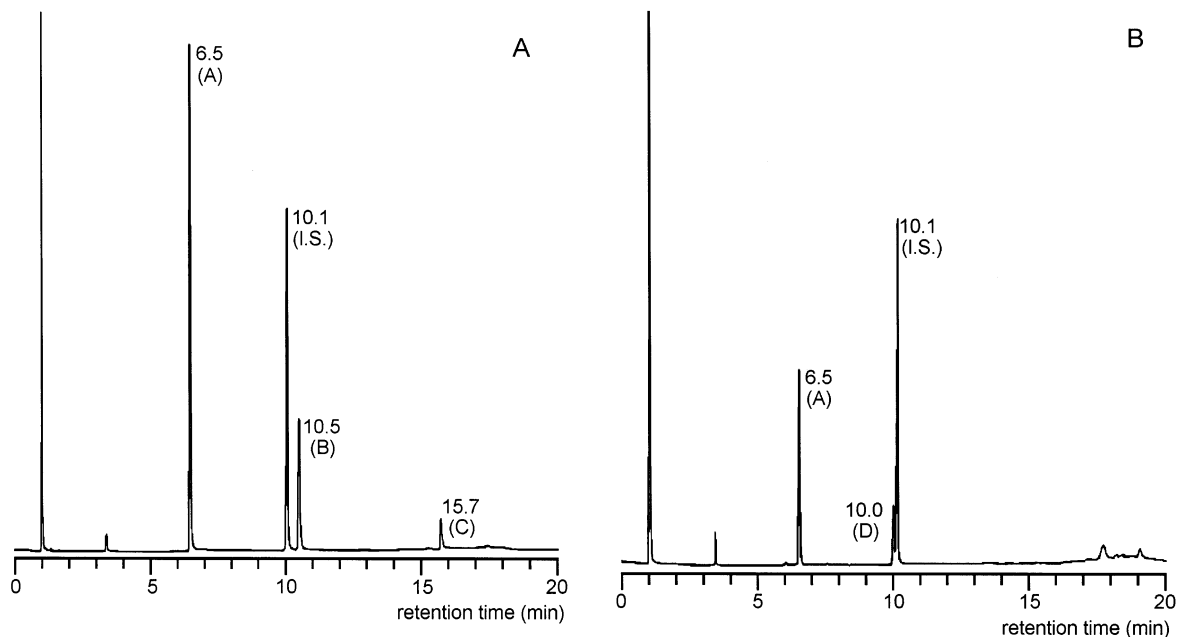 A
6.5
(A)
10.1
(I.S.)
10.5
(B)
15.7
(C)
0 5 10 15 20
retention time (min)
B
10.1
(I.S.)
6.5
(A)
10.0
(D)
0 5 10 15 20
retention time (min)